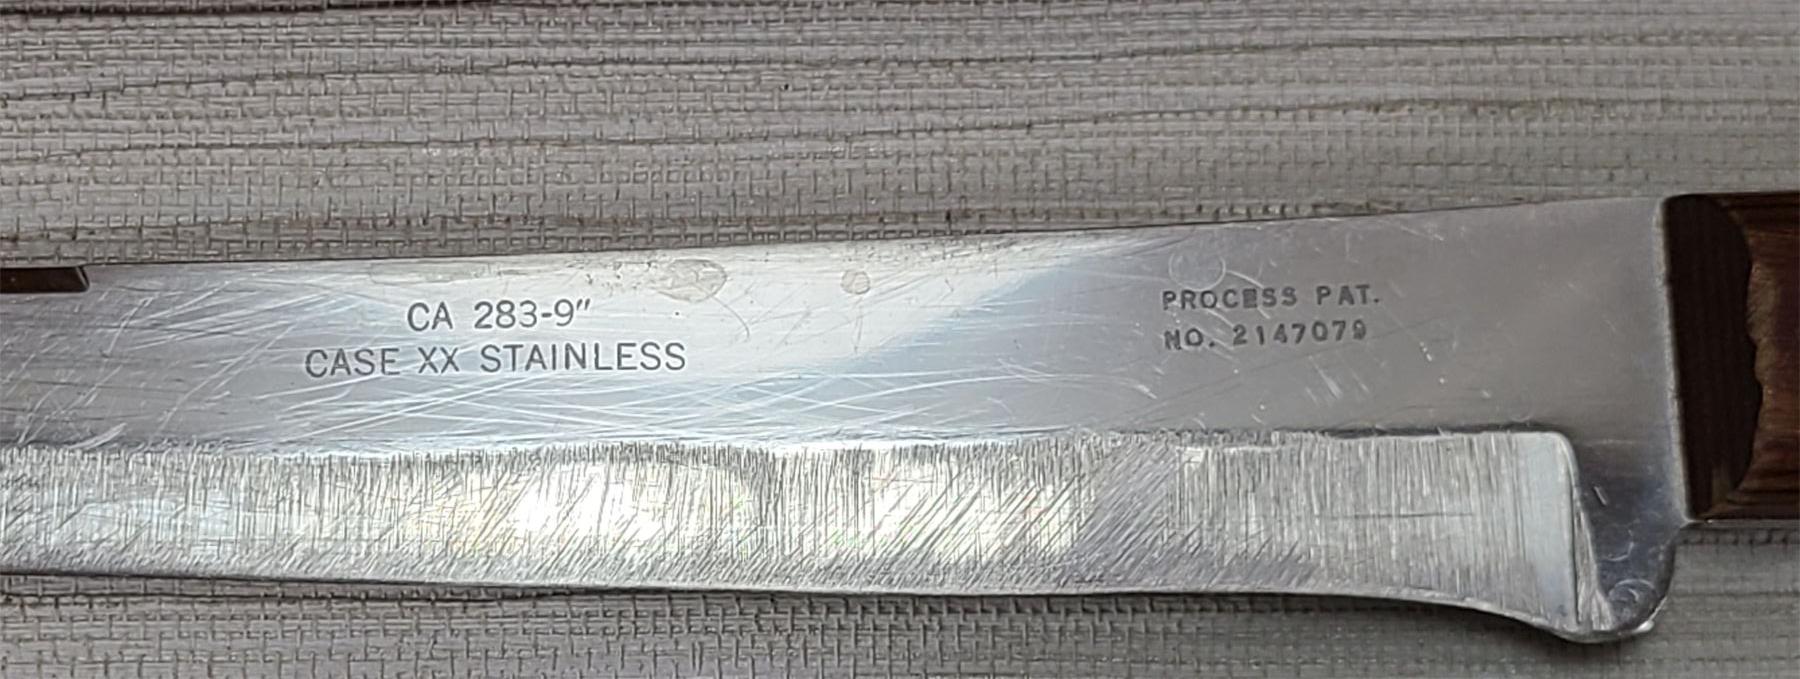 CA 283-9"
CASE XX STAINLESS
PROCESS PAT.
NO. 2147079